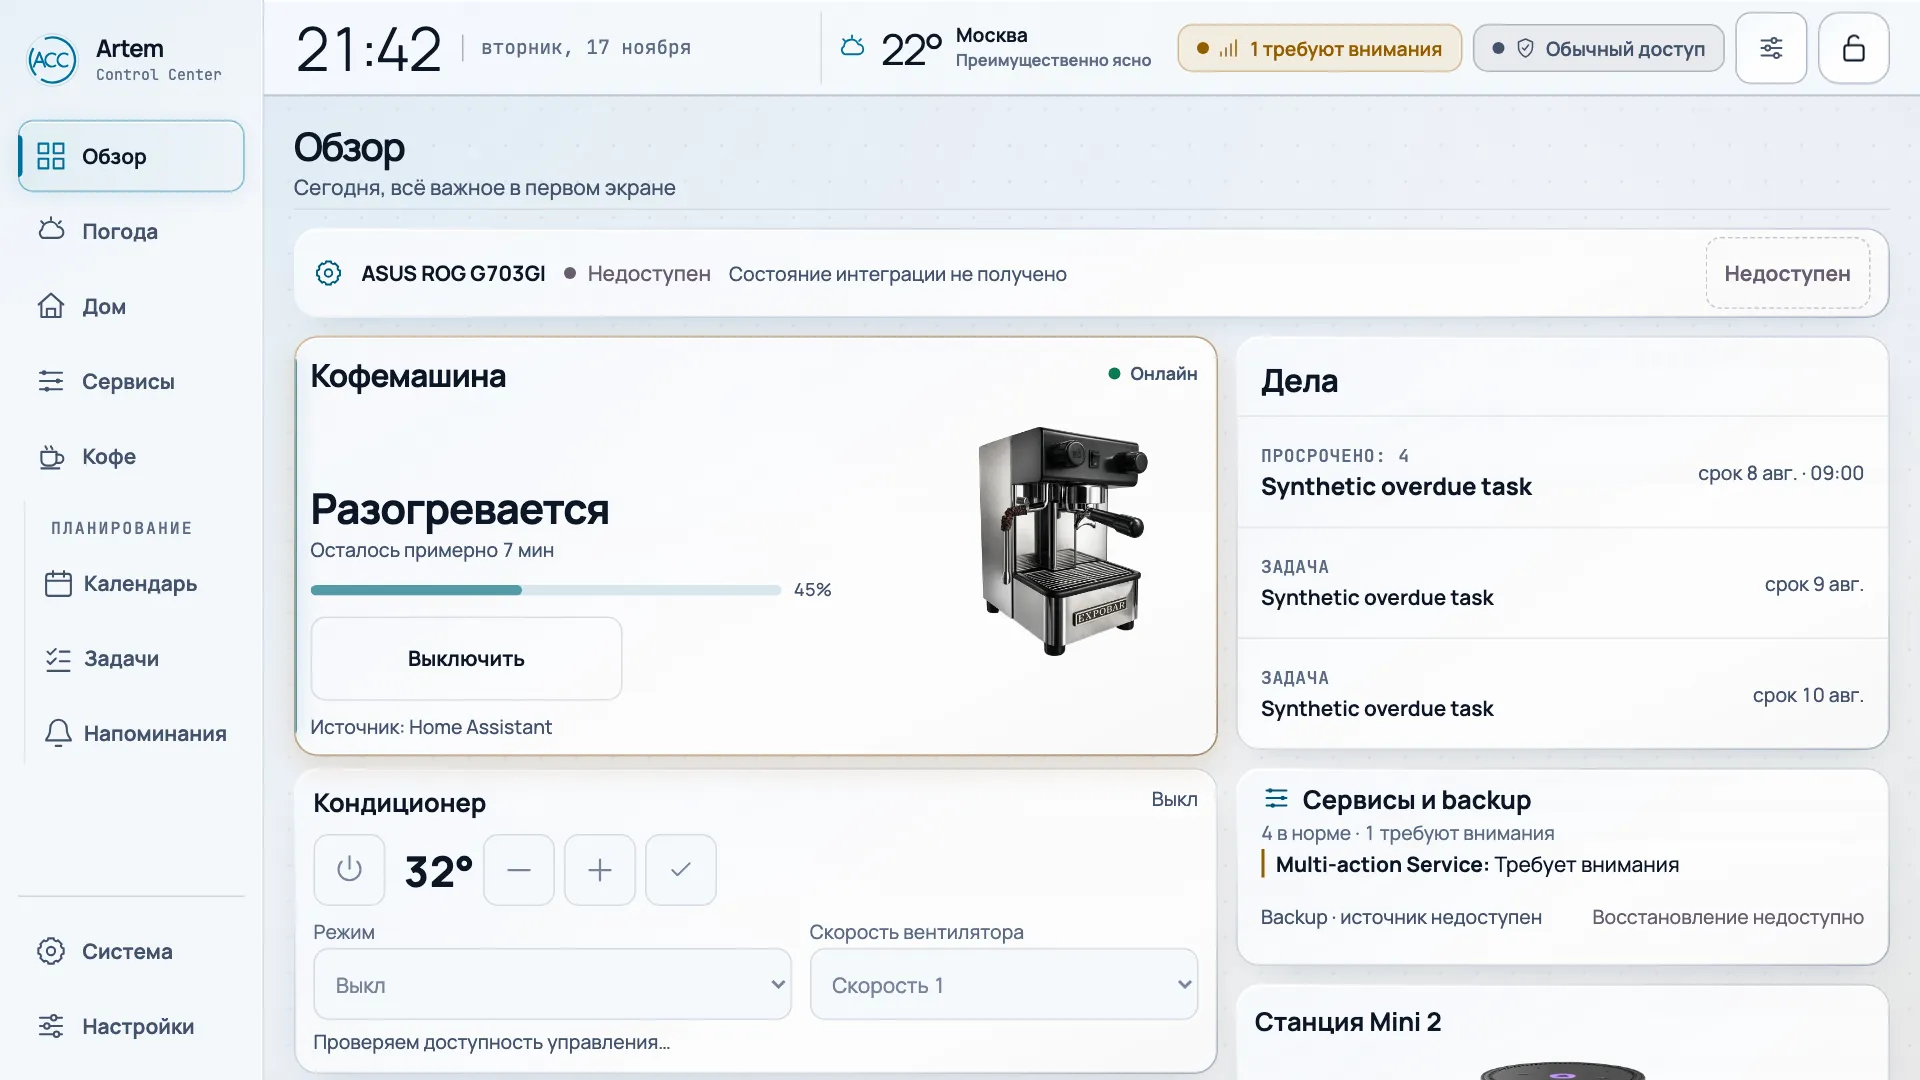 ACC
Artem
Control Center
21:42
вторник, 17 ноября
22°
Москва
Преимущественно ясно
1 требуют внимания
Обычный доступ
Обзор
Погода
Дом
Сервисы
Кофе
ПЛАНИРОВАНИЕ
Календарь
Задачи
Напоминания
Система
Настройки
Обзор
Сегодня, всё важное в первом экране
ASUS ROG G703GI
Недоступен
Состояние интеграции не получено
Недоступен
Кофемашина
Онлайн
Разогревается
Осталось примерно 7 мин
45%
EXPOBAR
Выключить
Источник: Home Assistant
Дела
ПРОСРОЧЕНО: 4
Synthetic overdue task
срок 8 авг. · 09:00
ЗАДАЧА
Synthetic overdue task
срок 9 авг.
ЗАДАЧА
Synthetic overdue task
срок 10 авг.
Кондиционер
Выкл
32°
Режим
Выкл
Скорость вентилятора
Скорость 1
Проверяем доступность управления…
Сервисы и backup
4 в норме · 1 требуют внимания
Multi-action Service: Требует внимания
Backup · источник недоступен
Восстановление недоступно
Станция Mini 2